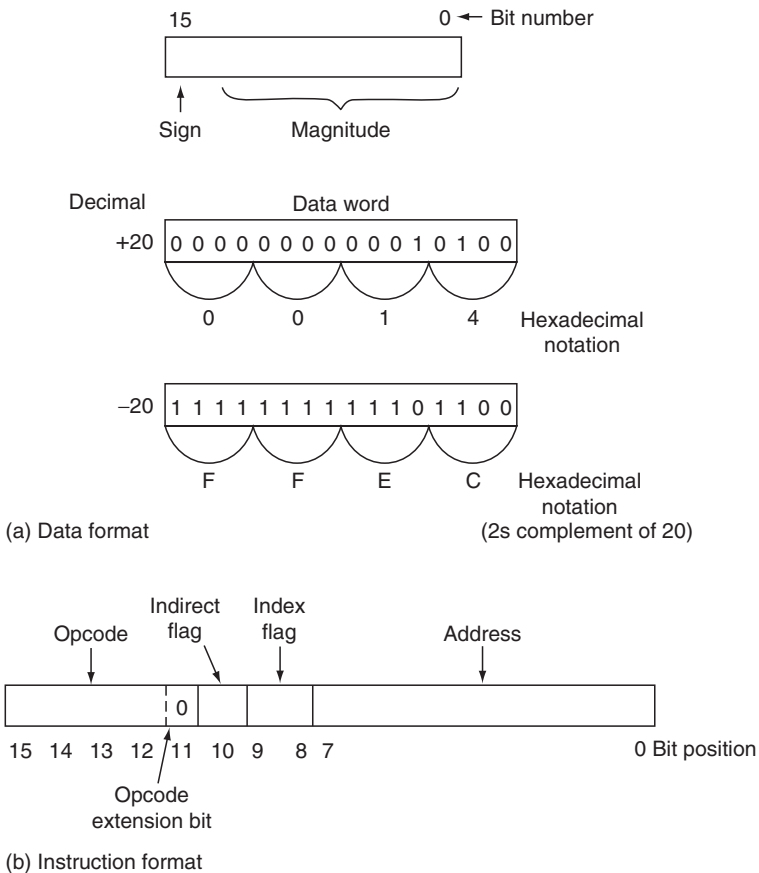 15 0 Bit number
Sign Magnitude
Decimal Data word
+20 0 0 0 0 0 0 0 0 0 0 0 1 0 1 0 0
0 0 1 4 Hexadecimal
notation
−20 1 1 1 1 1 1 1 1 1 1 1 0 1 1 0 0
F F E C Hexadecimal
notation
(a) Data format (2s complement of 20)
Opcode Indirect
flag Index
flag Address
0
15 14 13 12 11 10 9 8 7 0 Bit position
Opcode
extension bit
(b) Instruction format